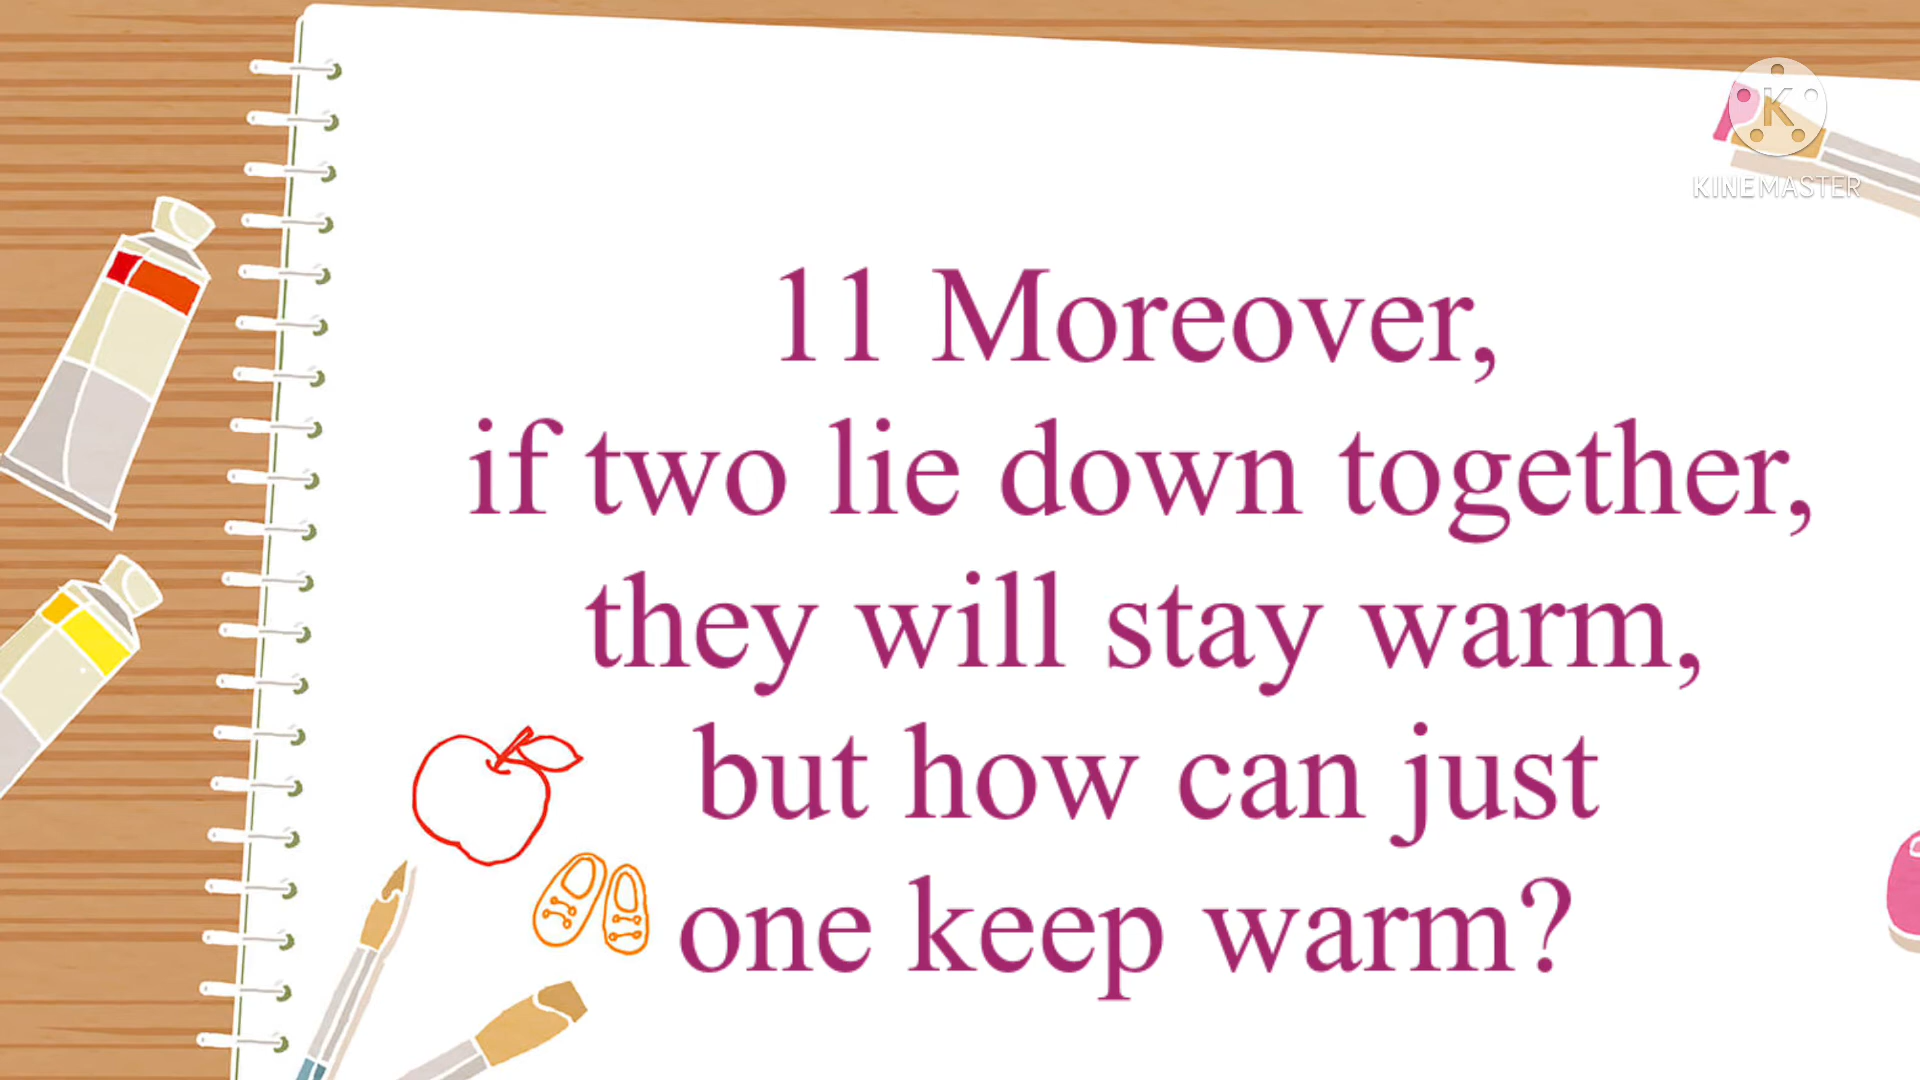 K
KINEMASTER
11 Moreover,
if two lie down together,
they will stay warm,
but how can just
one keep warm?